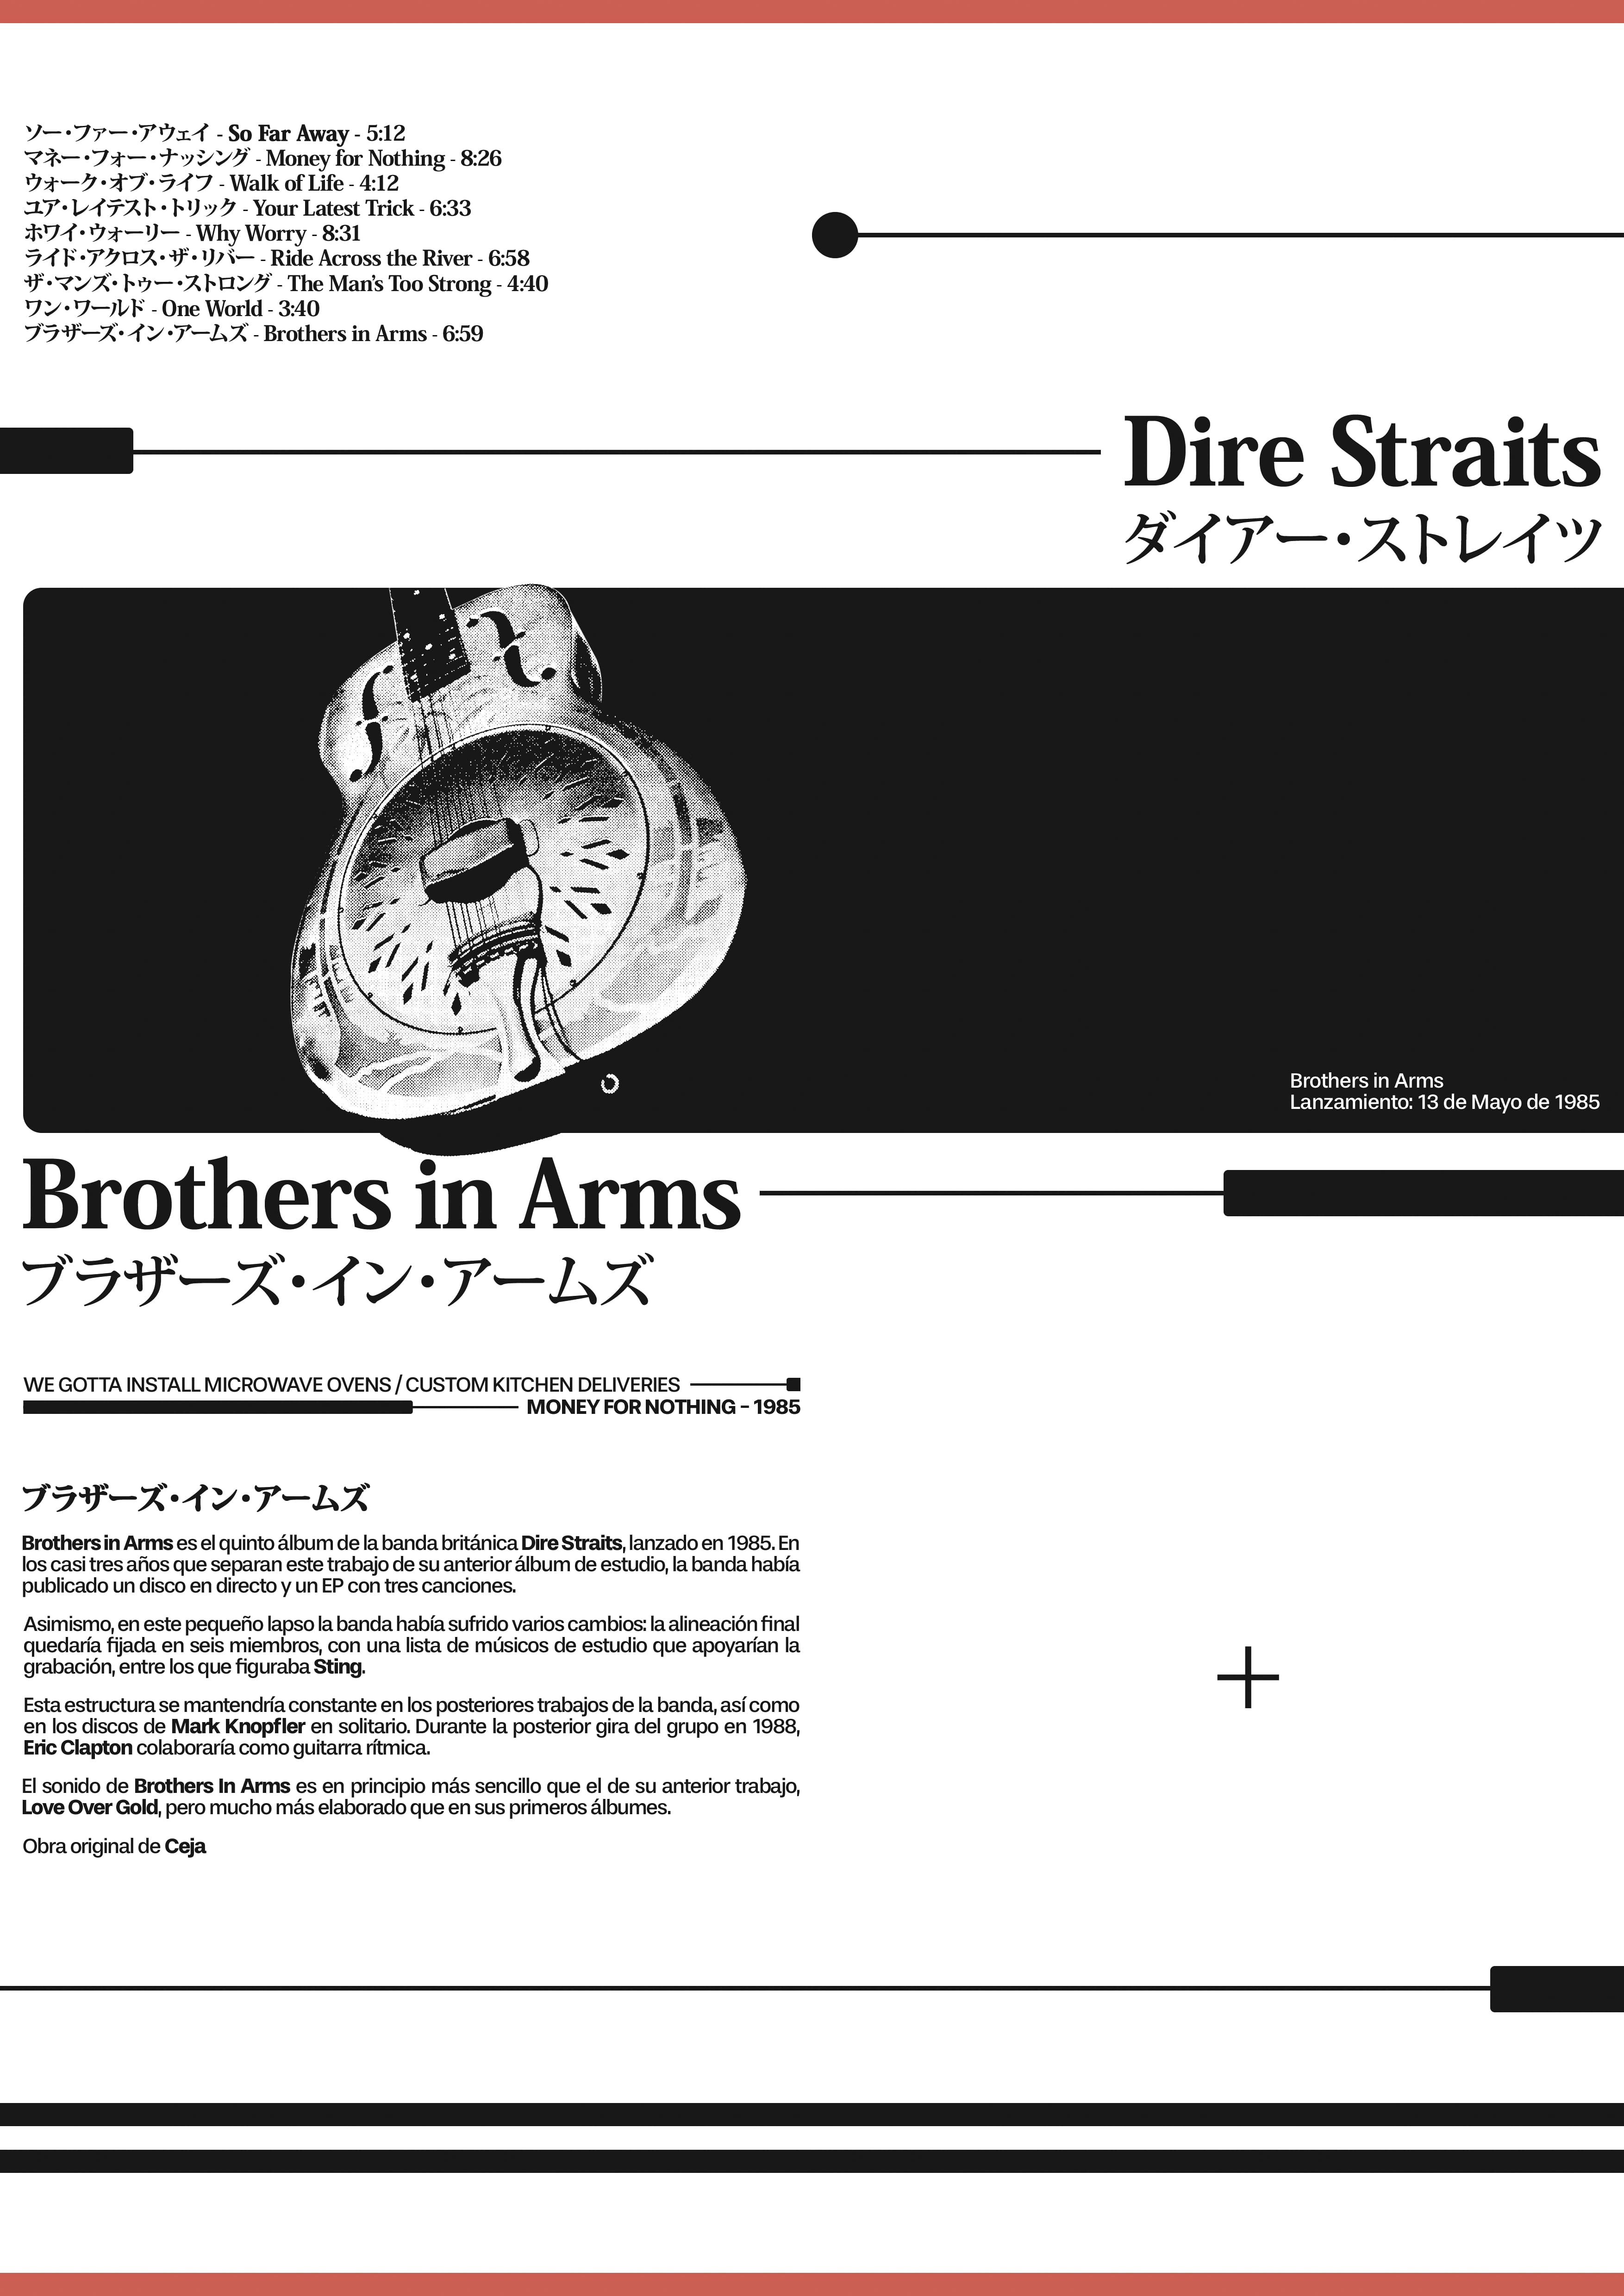 ソー・ファー・アウェイ - So Far Away - 5:12
マネー・フォー・ナッシング - Money for Nothing - 8:26
ウォーク・オブ・ライフ - Walk of Life - 4:12
ユア・レイテスト・トリック - Your Latest Trick - 6:33
ホワイ・ウォーリー - Why Worry - 8:31
ライド・アクロス・ザ・リバー - Ride Across the River - 6:58
ザ・マンズ・トゥー・ストロング - The Man’s Too Strong - 4:40
ワン・ワールド - One World - 3:40
ブラザーズ・イン・アームズ - Brothers in Arms - 6:59
Dire Straits
ダイアー・ストレイツ
Brothers in Arms
Lanzamiento: 13 de Mayo de 1985
Brothers in Arms
ブラザーズ・イン・アームズ
WE GOTTA INSTALL MICROWAVE OVENS / CUSTOM KITCHEN DELIVERIES
MONEY FOR NOTHING – 1985
ブラザーズ・イン・アームズ
Brothers in Arms es el quinto álbum de la banda británica Dire Straits, lanzado en 1985. En
los casi tres años que separan este trabajo de su anterior álbum de estudio, la banda había
publicado un disco en directo y un EP con tres canciones.
Asimismo, en este pequeño lapso la banda había sufrido varios cambios: la alineación final
quedaría fijada en seis miembros, con una lista de músicos de estudio que apoyarían la
grabación, entre los que figuraba Sting.
Esta estructura se mantendría constante en los posteriores trabajos de la banda, así como
en los discos de Mark Knopfler en solitario. Durante la posterior gira del grupo en 1988,
Eric Clapton colaboraría como guitarra rítmica.
El sonido de Brothers In Arms es en principio más sencillo que el de su anterior trabajo,
Love Over Gold, pero mucho más elaborado que en sus primeros álbumes.
Obra original de Ceja